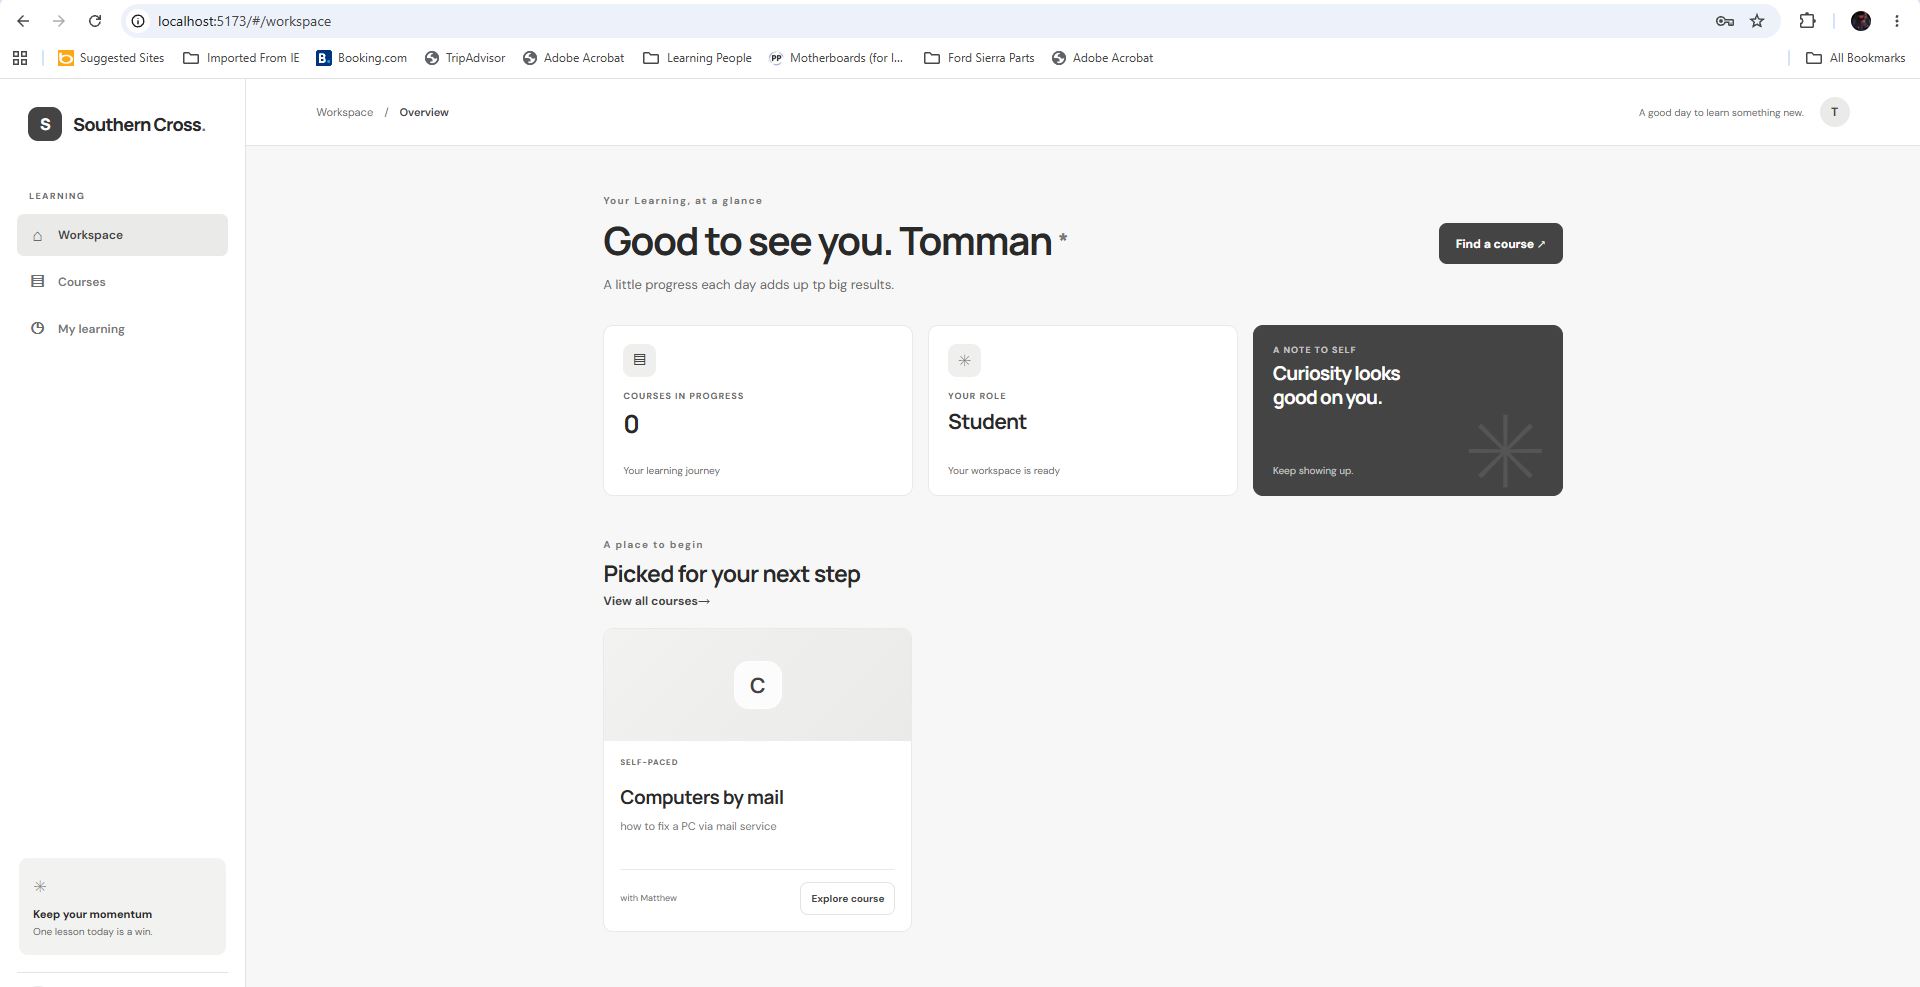 localhost:5173/#/workspace
Suggested Sites
Imported From IE
B. Booking.com
TripAdvisor
Adobe Acrobat
Learning People
PP Motherboards (for I...
Ford Sierra Parts
Adobe Acrobat
All Bookmarks
S Southern Cross.
LEARNING
Workspace
Courses
My learning
Keep your momentum
One lesson today is a win.
Workspace / Overview
A good day to learn something new.
T
Your Learning, at a glance
Good to see you. Tomman *
A little progress each day adds up tp big results.
Find a course ↗
COURSES IN PROGRESS
0
Your learning journey
YOUR ROLE
Student
Your workspace is ready
A NOTE TO SELF
Curiosity looks
good on you.
Keep showing up.
A place to begin
Picked for your next step
View all courses→
C
SELF-PACED
Computers by mail
how to fix a PC via mail service
with Matthew
Explore course